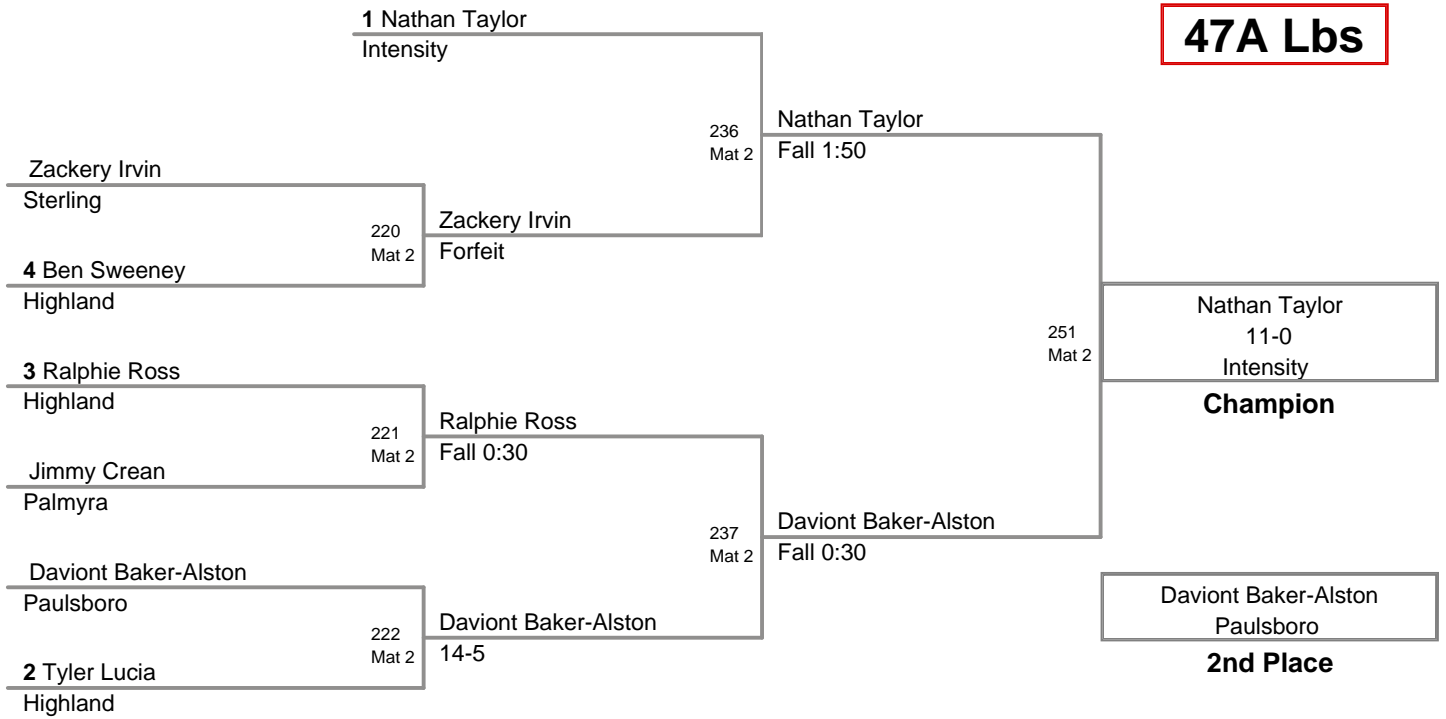 1 Nathan Taylor
Intensity
47A Lbs
236
Mat 2
Nathan Taylor
Fall 1:50
Zackery Irvin
Sterling
220
Mat 2
Zackery Irvin
Forfeit
4 Ben Sweeney
Highland
251
Mat 2
Nathan Taylor
11-0
Intensity
Champion
3 Ralphie Ross
Highland
221
Mat 2
Ralphie Ross
Fall 0:30
Jimmy Crean
Palmyra
237
Mat 2
Daviont Baker-Alston
Fall 0:30
Daviont Baker-Alston
Paulsboro
222
Mat 2
Daviont Baker-Alston
14-5
2 Tyler Lucia
Highland
Daviont Baker-Alston
Paulsboro
2nd Place